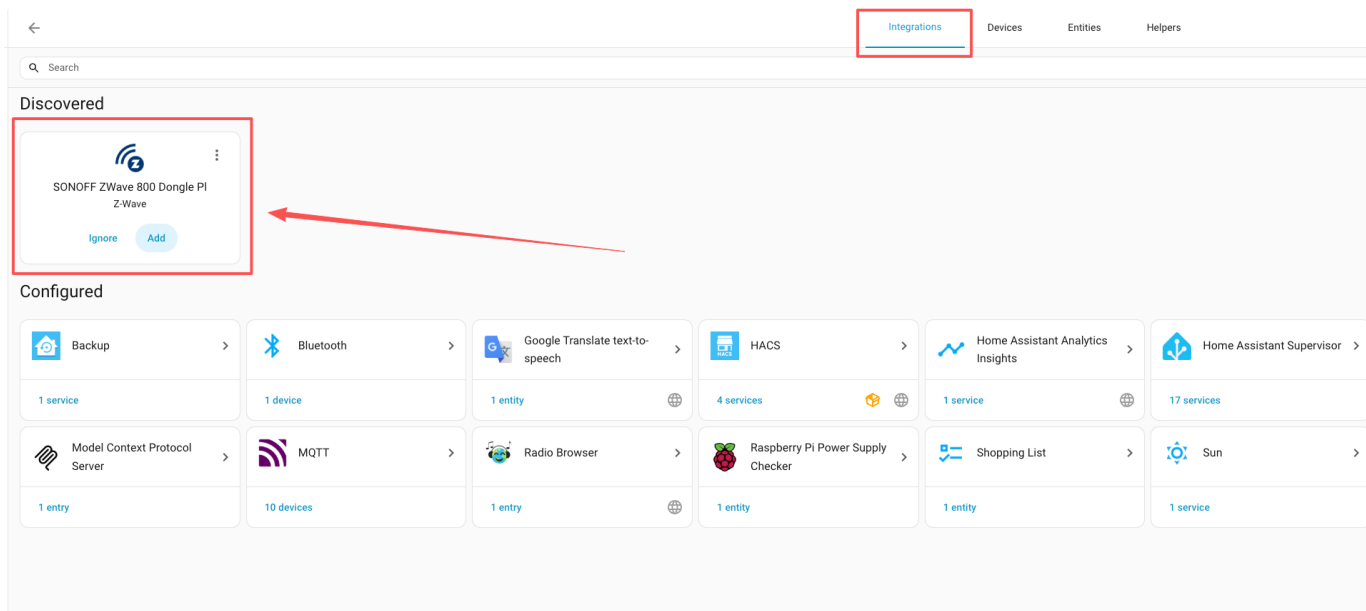 Integrations
Devices
Entities
Helpers
Search
Discovered
SONOFF ZWave 800 Dongle Pl
Z-Wave
Ignore
Add
Configured
Backup
1 service
Bluetooth
1 device
Google Translate text-to-
speech
1 entity
HACS
HACS
4 services
Home Assistant Analytics
Insights
1 service
Home Assistant Supervisor
17 services
Model Context Protocol
Server
1 entry
MQTT
10 devices
Radio Browser
1 entry
Raspberry Pi Power Supply
Checker
1 entity
Shopping List
1 entity
Sun
1 service